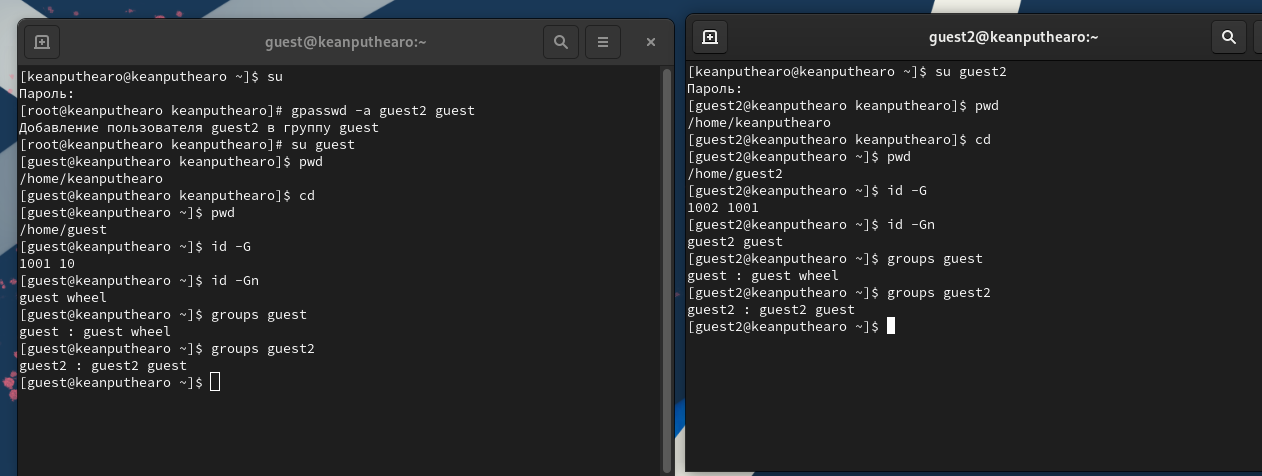 guest@keanputhearo:~
[keanputhearo@keanputhearo ~]$ su
Пароль:
[root@keanputhearo keanputhearo]# gpasswd -a guest2 guest
Добавление пользователя guest2 в группу guest
[root@keanputhearo keanputhearo]# su guest
[guest@keanputhearo keanputhearo]$ pwd
/home/keanputhearo
[guest@keanputhearo keanputhearo]$ cd
[guest@keanputhearo ~]$ pwd
/home/guest
[guest@keanputhearo ~]$ id -G
1001 10
[guest@keanputhearo ~]$ id -Gn
guest wheel
[guest@keanputhearo ~]$ groups guest
guest : guest wheel
[guest@keanputhearo ~]$ groups guest2
guest2 : guest2 guest
[guest@keanputhearo ~]$
guest2@keanputhearo:~
[keanputhearo@keanputhearo ~]$ su guest2
Пароль:
[guest2@keanputhearo keanputhearo]$ pwd
/home/keanputhearo
[guest2@keanputhearo keanputhearo]$ cd
[guest2@keanputhearo ~]$ pwd
/home/guest2
[guest2@keanputhearo ~]$ id -G
1002 1001
[guest2@keanputhearo ~]$ id -Gn
guest2 guest
[guest2@keanputhearo ~]$ groups guest
guest : guest wheel
[guest2@keanputhearo ~]$ groups guest2
guest2 : guest2 guest
[guest2@keanputhearo ~]$